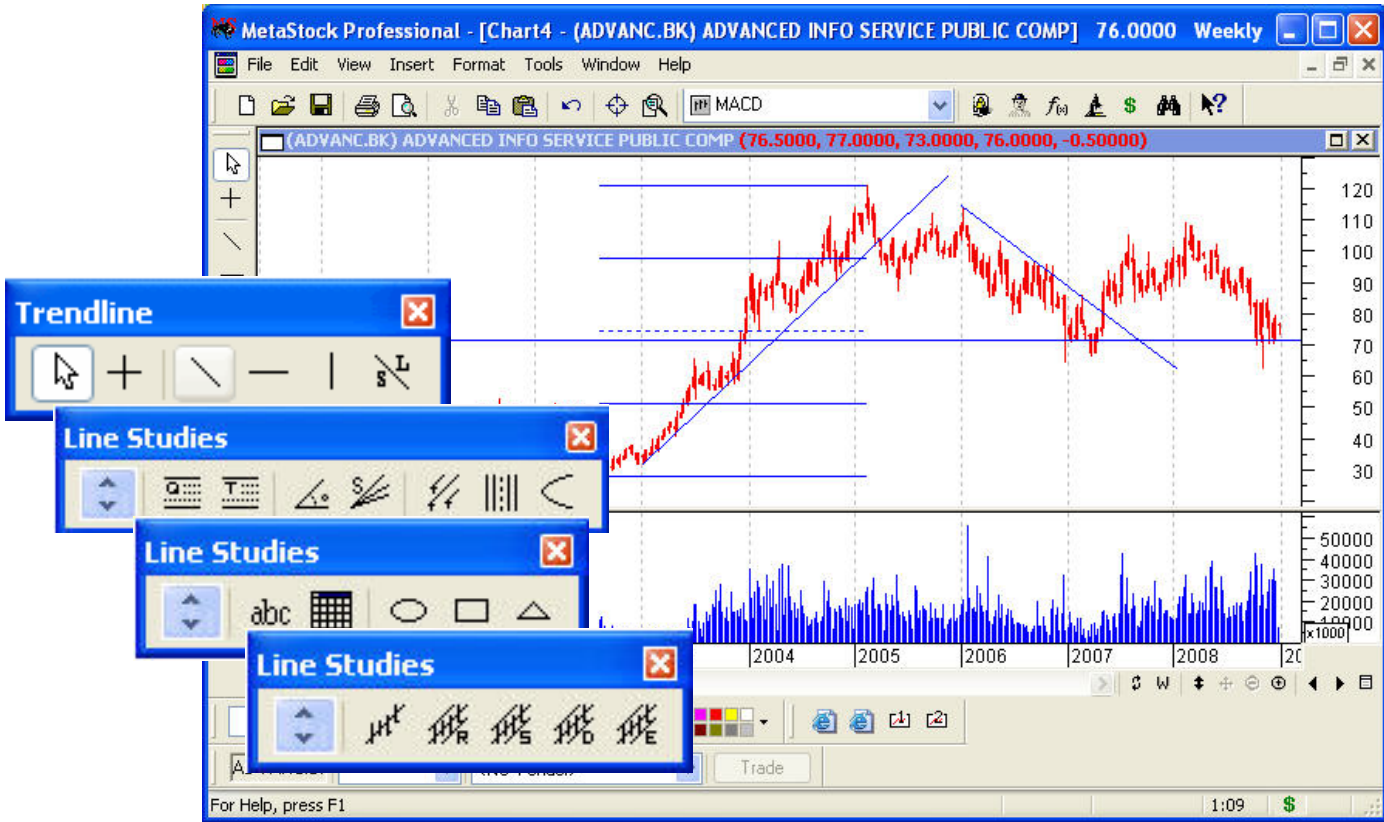 MetaStock Professional - [Chart4 - (ADVANC.BK) ADVANCED INFO SERVICE PUBLIC COMP] 76.0000 Weekly
File Edit View Insert Format Tools Window Help
MACD
f(x) $ ?
(ADVANC.BK) ADVANCED INFO SERVICE PUBLIC COMP (76.5000, 77.0000, 73.0000, 76.0000, -0.50000)
120
110
100
90
80
70
60
50
40
30
Trendline
L
S
Line Studies
Q T S
Line Studies
abc
Line Studies
R S D E
50000
40000
30000
20000
x1000
2004 2005 2006 2007 2008
W
1 2
Trade
For Help, press F1
1:09 $